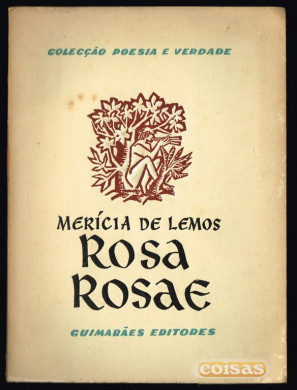 COLECÇÃO POESIA E VERDADE
MERÍCIA DE LEMOS
ROSA
ROSAE
GUIMARÃES EDITORES
coisas